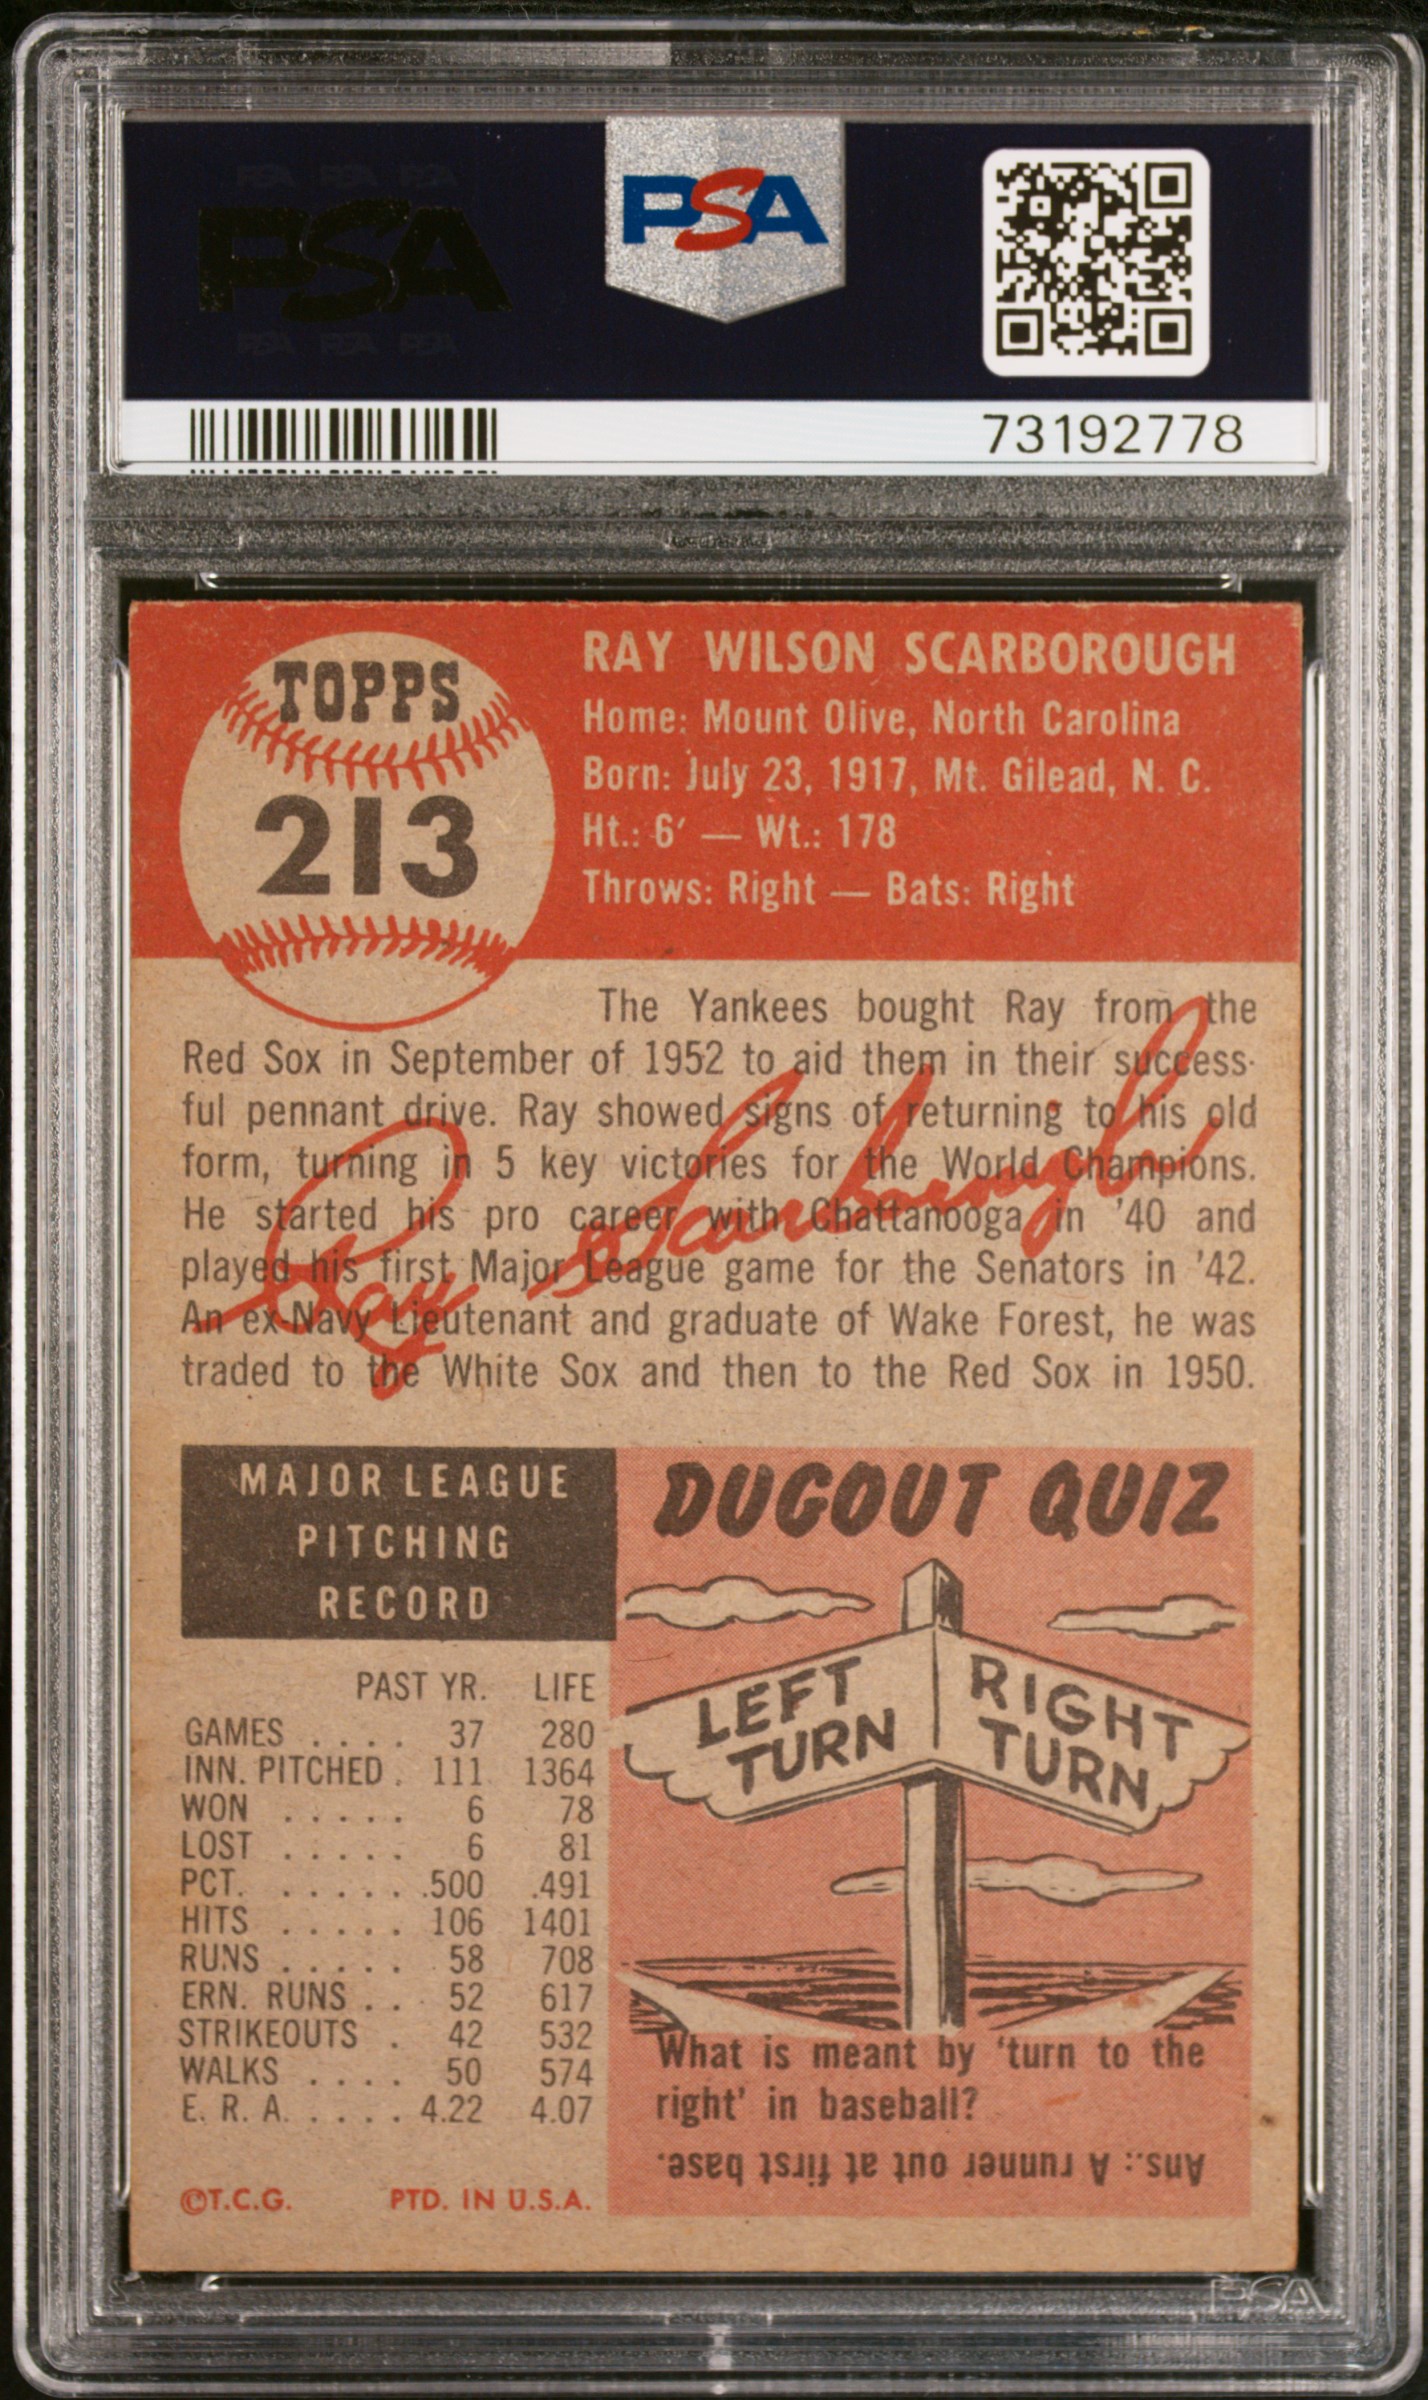 PSA PSA PSA
PSA
PSA PSA PSA
PSA
73192778
TOPPS
213
RAY WILSON SCARBOROUGH
Home: Mount Olive, North Carolina
Born: July 23, 1917, Mt. Gilead, N. C.
Ht.: 6′ — Wt.: 178
Throws: Right — Bats: Right
The Yankees bought Ray from the
Red Sox in September of 1952 to aid them in their success-
ful pennant drive. Ray showed signs of returning to his old
form, turning in 5 key victories for the World Champions.
He started his pro career with Chattanooga in '40 and
played his first Major League game for the Senators in '42.
An ex-Navy Lieutenant and graduate of Wake Forest, he was
traded to the White Sox and then to the Red Sox in 1950.
Ray Scarborough
MAJOR LEAGUE
PITCHING
RECORD
PAST YR. LIFE
GAMES .... 37 280
INN. PITCHED . 111 1364
WON ..... 6 78
LOST ..... 6 81
PCT. ...... .500 .491
HITS ..... 106 1401
RUNS ..... 58 708
ERN. RUNS .. 52 617
STRIKEOUTS . 42 532
WALKS .... 50 574
E. R. A. ..... 4.22 4.07
©T.C.G. PTD. IN U.S.A.
DUGOUT QUIZ
LEFT
TURN
RIGHT
TURN
What is meant by 'turn to the
right' in baseball?
Ans.: A runner out at first base.
PSA